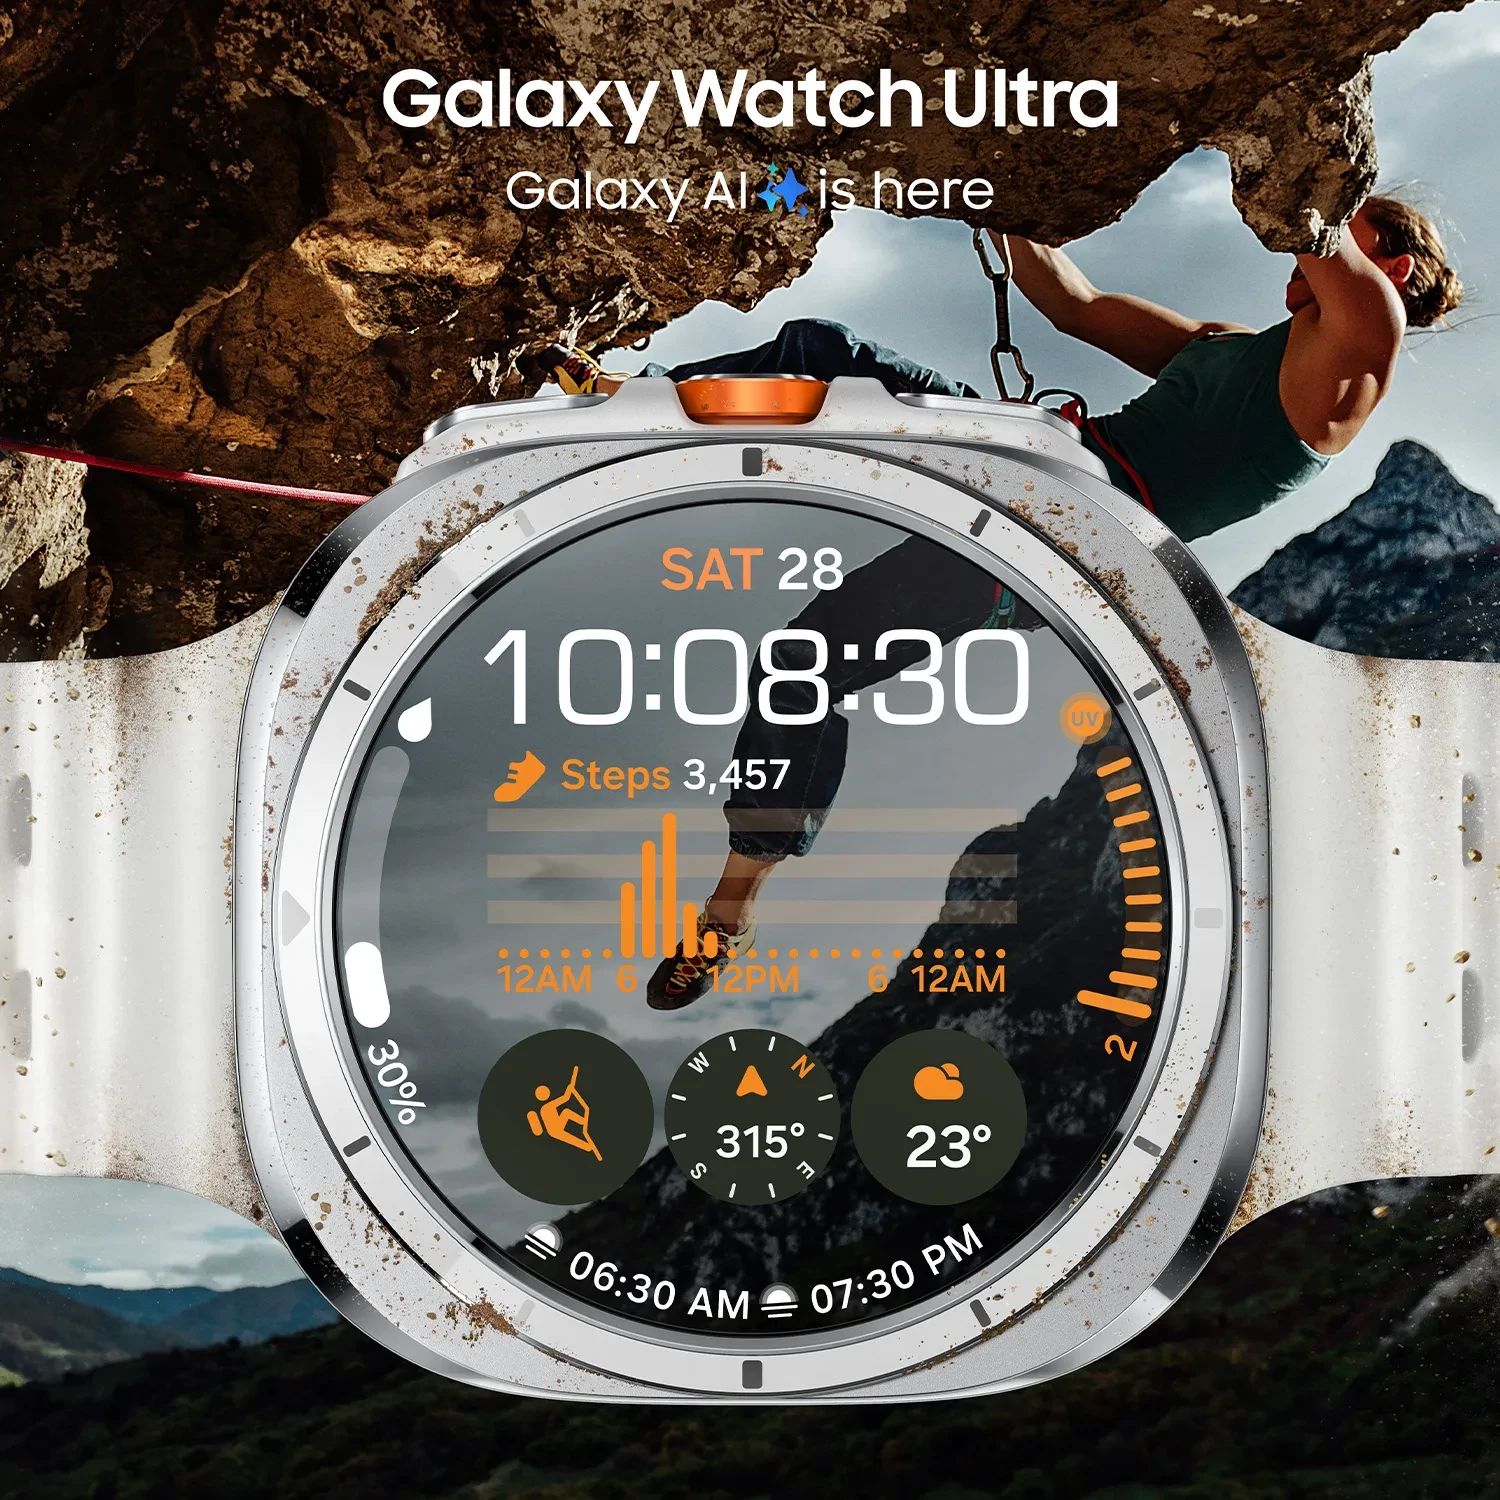 Galaxy Watch Ultra
Galaxy AI is here
SAT 28
10:08:30
UV
Steps 3,457
12AM 6 12PM 6 12AM
2
30%
W N
315°
S E
23°
06:30 AM 07:30 PM